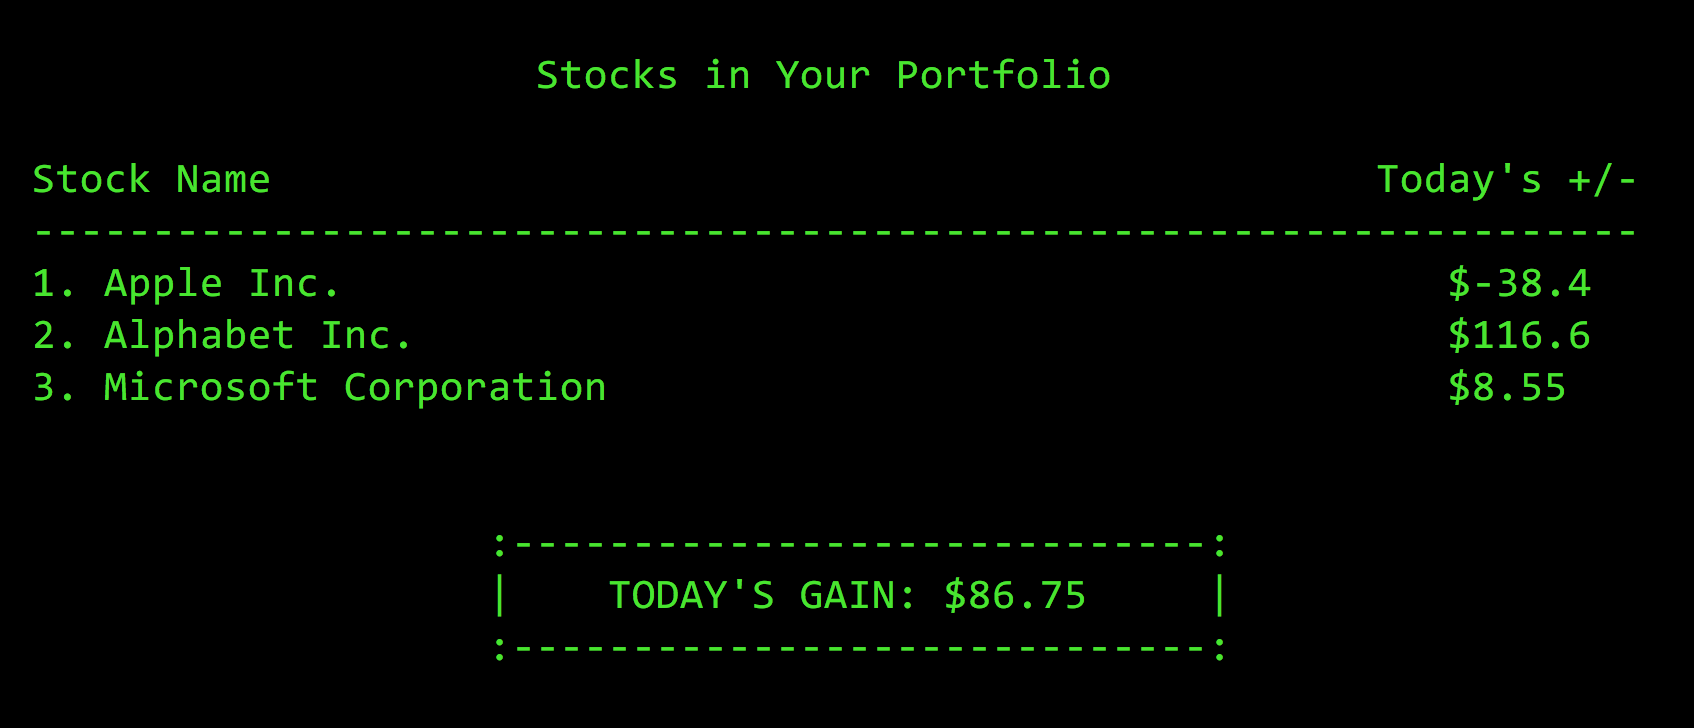 Stocks in Your Portfolio
Stock Name Today's +/-
-------------------------------------------------------------------
1. Apple Inc. $-38.4
2. Alphabet Inc. $116.6
3. Microsoft Corporation $8.55
:-----------------------------:
| TODAY'S GAIN: $86.75 |
:-----------------------------: